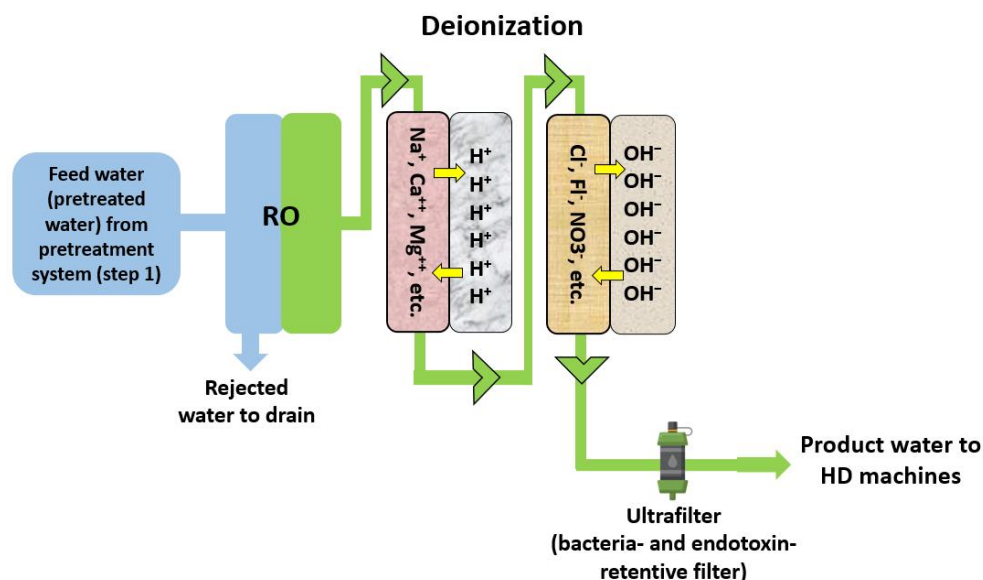 Deionization
Feed water
(pretreated
water) from
pretreatment
system (step 1)
RO
Rejected
water to drain
Na⁺, Ca⁺⁺, Mg⁺⁺, etc.
H⁺
H⁺
H⁺
H⁺
H⁺
H⁺
Cl⁻, Fl⁻, NO3⁻, etc.
OH⁻
OH⁻
OH⁻
OH⁻
OH⁻
OH⁻
Ultrafilter
(bacteria- and endotoxin-
retentive filter)
Product water to
HD machines